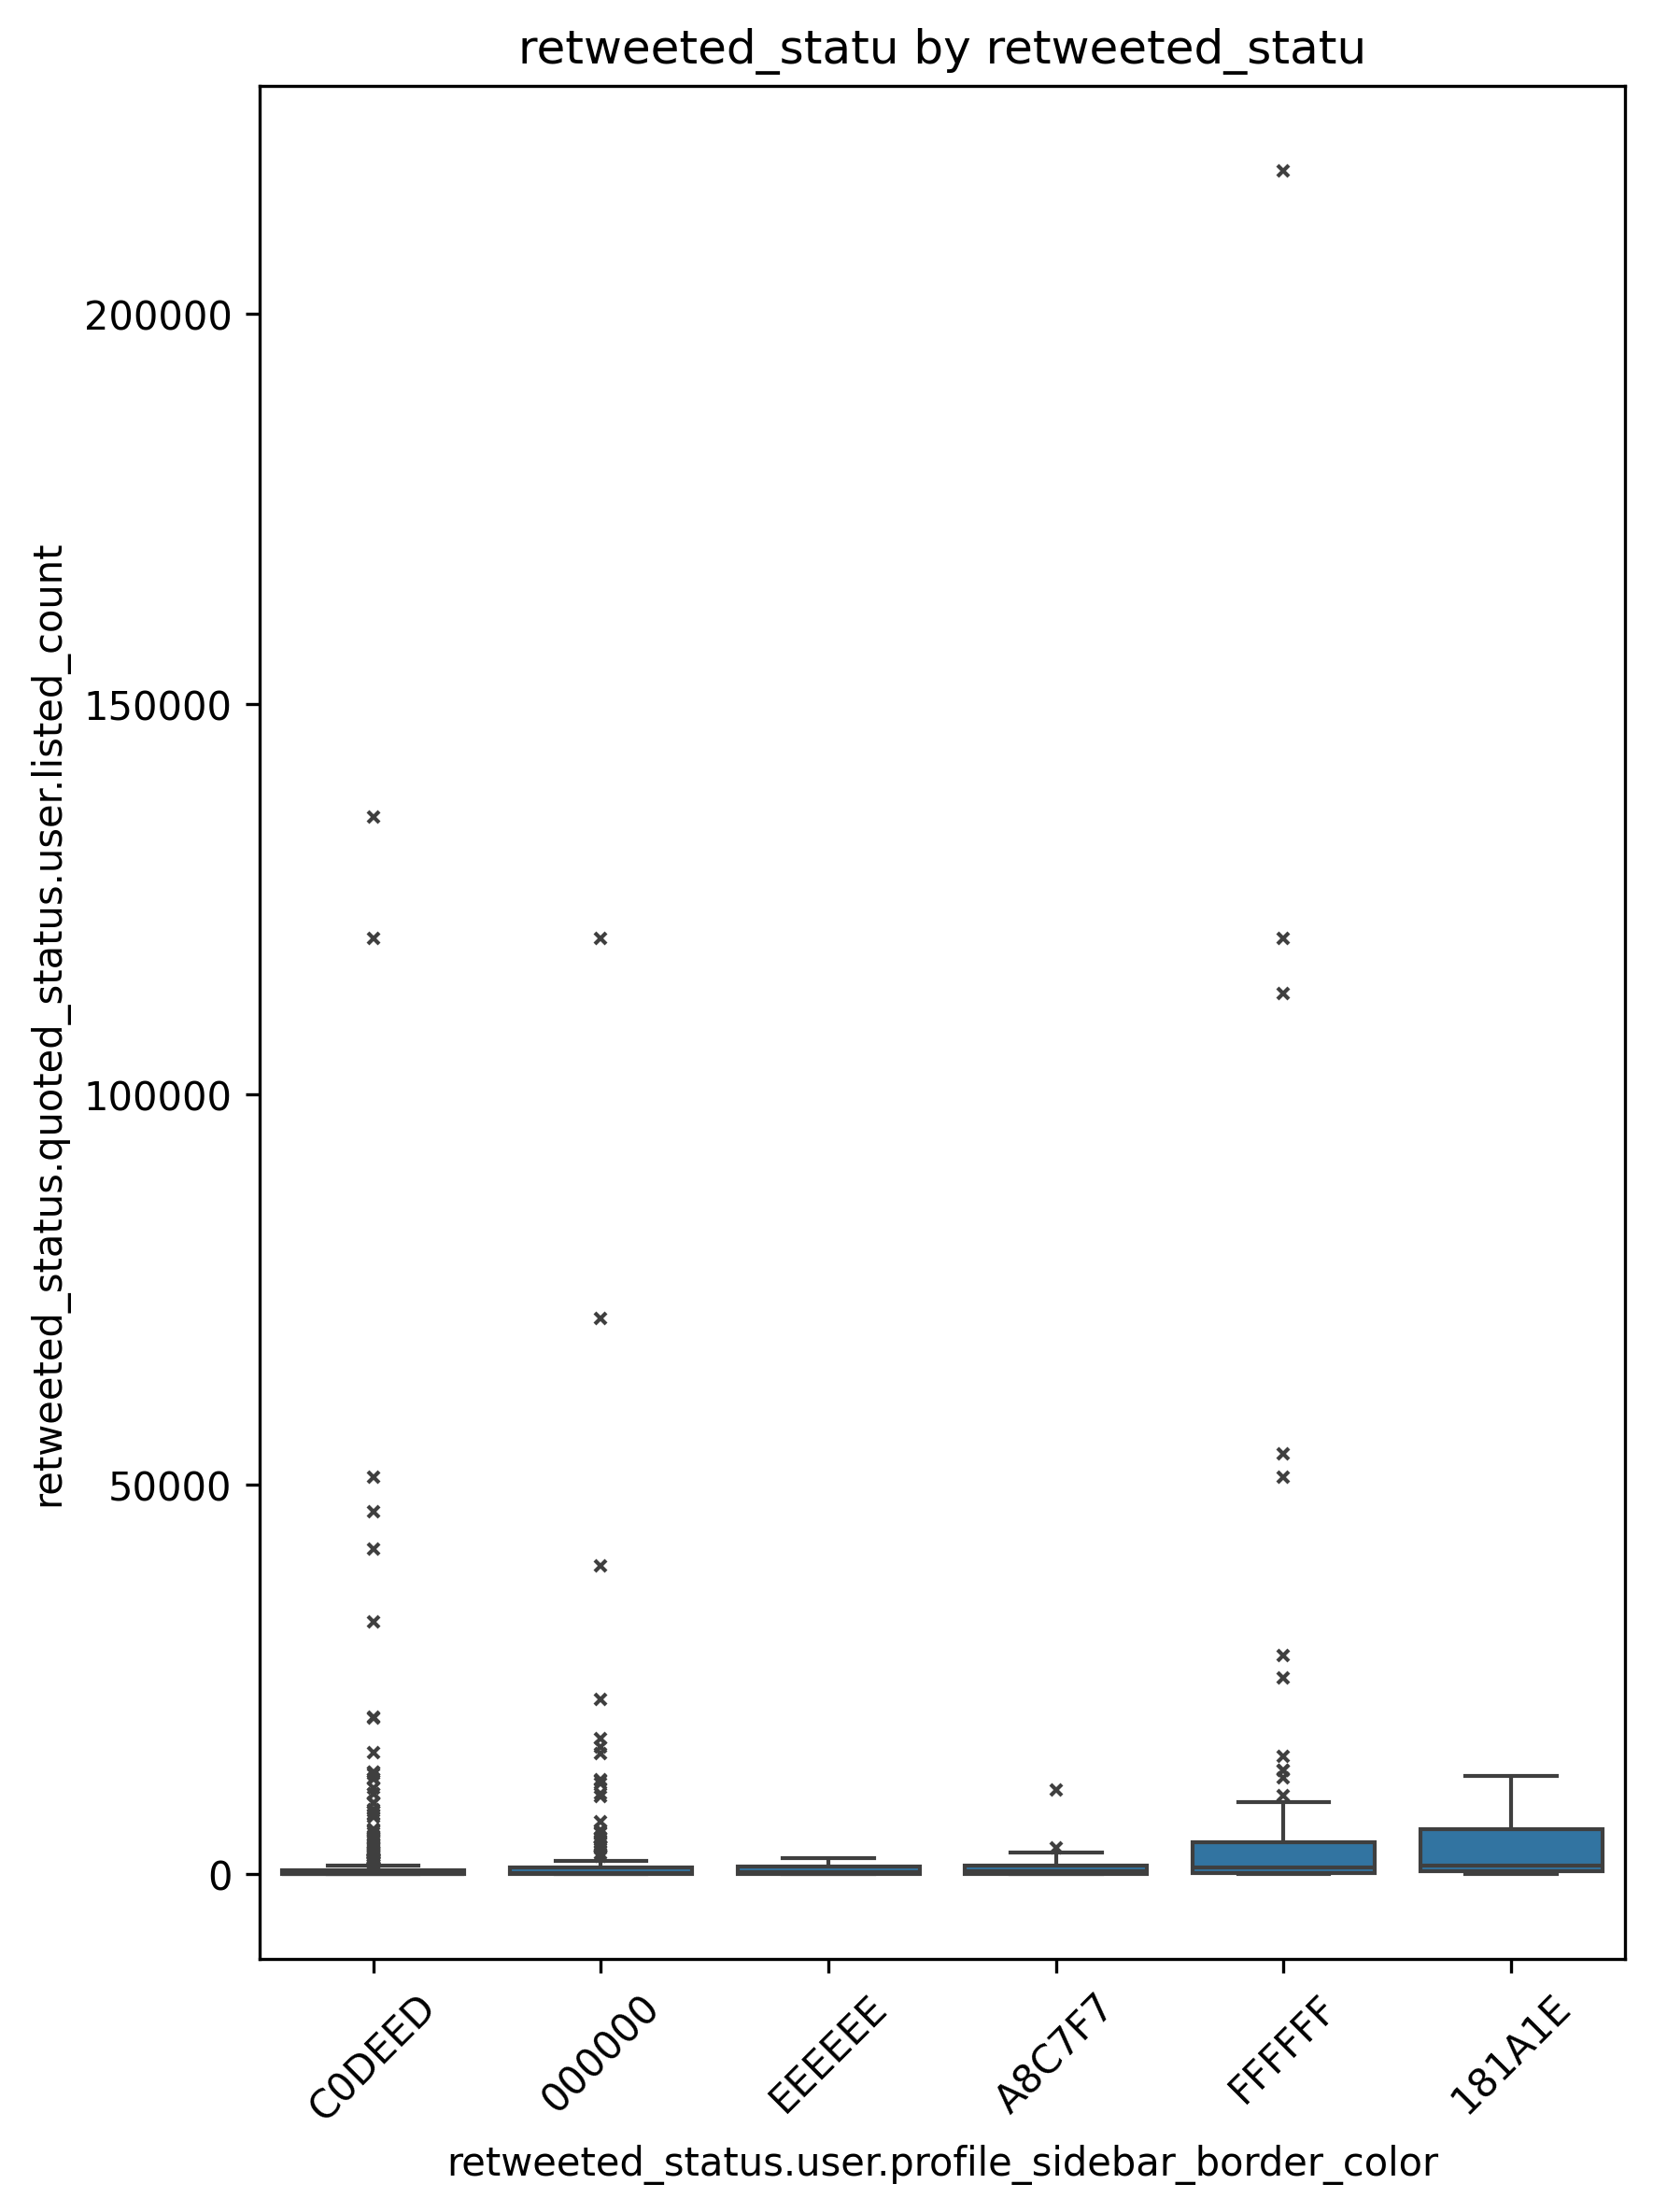 retweeted_statu by retweeted_statu
retweeted_status.quoted_status.user.listed_count
200000
150000
100000
50000
0
C0DEED
000000
EEEEEE
A8C7F7
FFFFFF
181A1E
retweeted_status.user.profile_sidebar_border_color